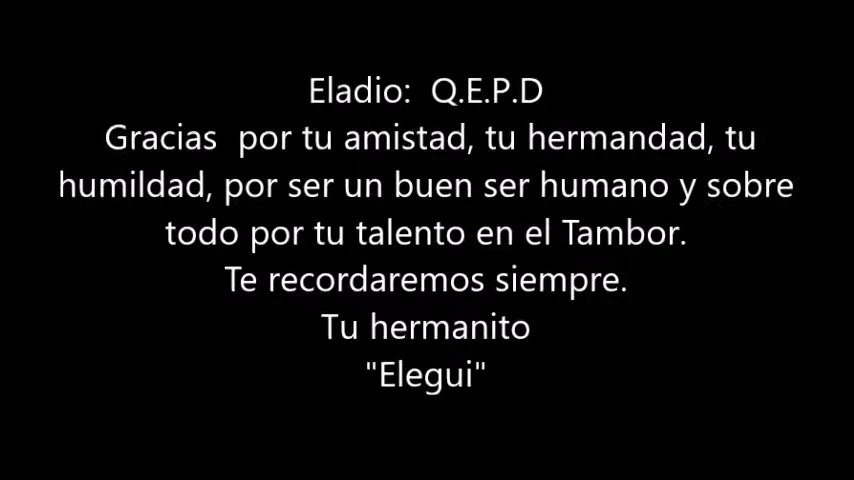 Eladio:  Q.E.P.D
Gracias  por tu amistad, tu hermandad, tu
humildad, por ser un buen ser humano y sobre
todo por tu talento en el Tambor.
Te recordaremos siempre.
Tu hermanito
"Elegui"